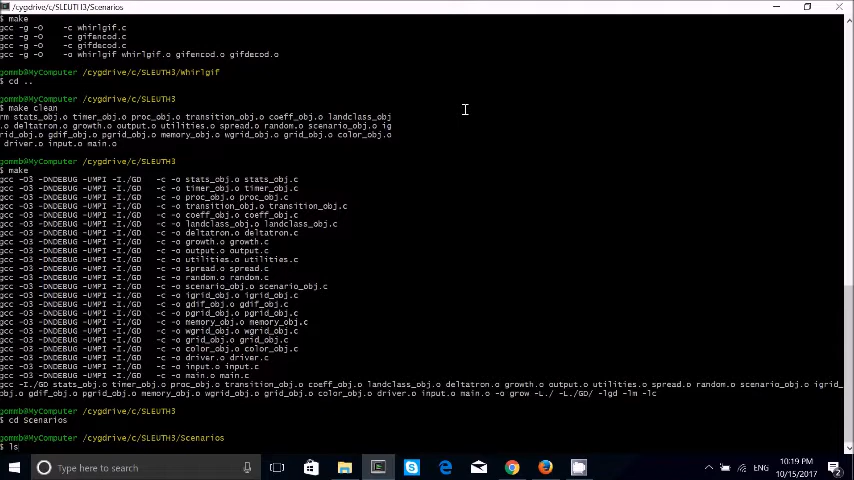 /cygdrive/c/SLEUTH3/Scenarios
$ make
gcc -g -O     -c whirlgif.c
gcc -g -O     -c gifencod.c
gcc -g -O     -c gifdecod.c
gcc -g -O     -o whirlgif whirlgif.o gifencod.o gifdecod.o
gommb@MyComputer /cygdrive/c/SLEUTH3/Whirlgif
$ cd ..
gommb@MyComputer /cygdrive/c/SLEUTH3
$ make clean
rm stats_obj.o timer_obj.o proc_obj.o transition_obj.o coeff_obj.o landclass_obj
.o deltatron.o growth.o output.o utilities.o spread.o random.o scenario_obj.o ig
rid_obj.o gdif_obj.o pgrid_obj.o memory_obj.o wgrid_obj.o grid_obj.o color_obj.o
 driver.o input.o main.o
gommb@MyComputer /cygdrive/c/SLEUTH3
$ make
gcc -O3 -DNDEBUG -UMPI -I./GD   -c -o stats_obj.o stats_obj.c
gcc -O3 -DNDEBUG -UMPI -I./GD   -c -o timer_obj.o timer_obj.c
gcc -O3 -DNDEBUG -UMPI -I./GD   -c -o proc_obj.o proc_obj.c
gcc -O3 -DNDEBUG -UMPI -I./GD   -c -o transition_obj.o transition_obj.c
gcc -O3 -DNDEBUG -UMPI -I./GD   -c -o coeff_obj.o coeff_obj.c
gcc -O3 -DNDEBUG -UMPI -I./GD   -c -o landclass_obj.o landclass_obj.c
gcc -O3 -DNDEBUG -UMPI -I./GD   -c -o deltatron.o deltatron.c
gcc -O3 -DNDEBUG -UMPI -I./GD   -c -o growth.o growth.c
gcc -O3 -DNDEBUG -UMPI -I./GD   -c -o output.o output.c
gcc -O3 -DNDEBUG -UMPI -I./GD   -c -o utilities.o utilities.c
gcc -O3 -DNDEBUG -UMPI -I./GD   -c -o spread.o spread.c
gcc -O3 -DNDEBUG -UMPI -I./GD   -c -o random.o random.c
gcc -O3 -DNDEBUG -UMPI -I./GD   -c -o scenario_obj.o scenario_obj.c
gcc -O3 -DNDEBUG -UMPI -I./GD   -c -o igrid_obj.o igrid_obj.c
gcc -O3 -DNDEBUG -UMPI -I./GD   -c -o gdif_obj.o gdif_obj.c
gcc -O3 -DNDEBUG -UMPI -I./GD   -c -o pgrid_obj.o pgrid_obj.c
gcc -O3 -DNDEBUG -UMPI -I./GD   -c -o memory_obj.o memory_obj.c
gcc -O3 -DNDEBUG -UMPI -I./GD   -c -o wgrid_obj.o wgrid_obj.c
gcc -O3 -DNDEBUG -UMPI -I./GD   -c -o grid_obj.o grid_obj.c
gcc -O3 -DNDEBUG -UMPI -I./GD   -c -o color_obj.o color_obj.c
gcc -O3 -DNDEBUG -UMPI -I./GD   -c -o driver.o driver.c
gcc -O3 -DNDEBUG -UMPI -I./GD   -c -o input.o input.c
gcc -O3 -DNDEBUG -UMPI -I./GD   -c -o main.o main.c
gcc -I./GD stats_obj.o timer_obj.o proc_obj.o transition_obj.o coeff_obj.o landclass_obj.o deltatron.o growth.o output.o utilities.o spread.o random.o scenario_obj.o igrid_
obj.o gdif_obj.o pgrid_obj.o memory_obj.o wgrid_obj.o grid_obj.o color_obj.o driver.o input.o main.o -o grow -L./ -L./GD/ -lgd -lm -lc
gommb@MyComputer /cygdrive/c/SLEUTH3
$ cd Scenarios
gommb@MyComputer /cygdrive/c/SLEUTH3/Scenarios
$ ls
Type here to search
ENG
10:19 PM
10/15/2017
2